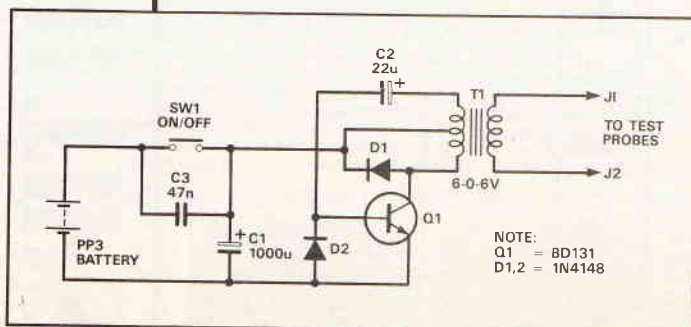 C2
22u
+
T1
SW1
ON/OFF
J1
TO TEST
PROBES
D1
J2
C3
47n
6-0-6V
Q1
+
C1
1000u
PP3
BATTERY
D2
NOTE:
Q1 = BD131
D1,2 = 1N4148